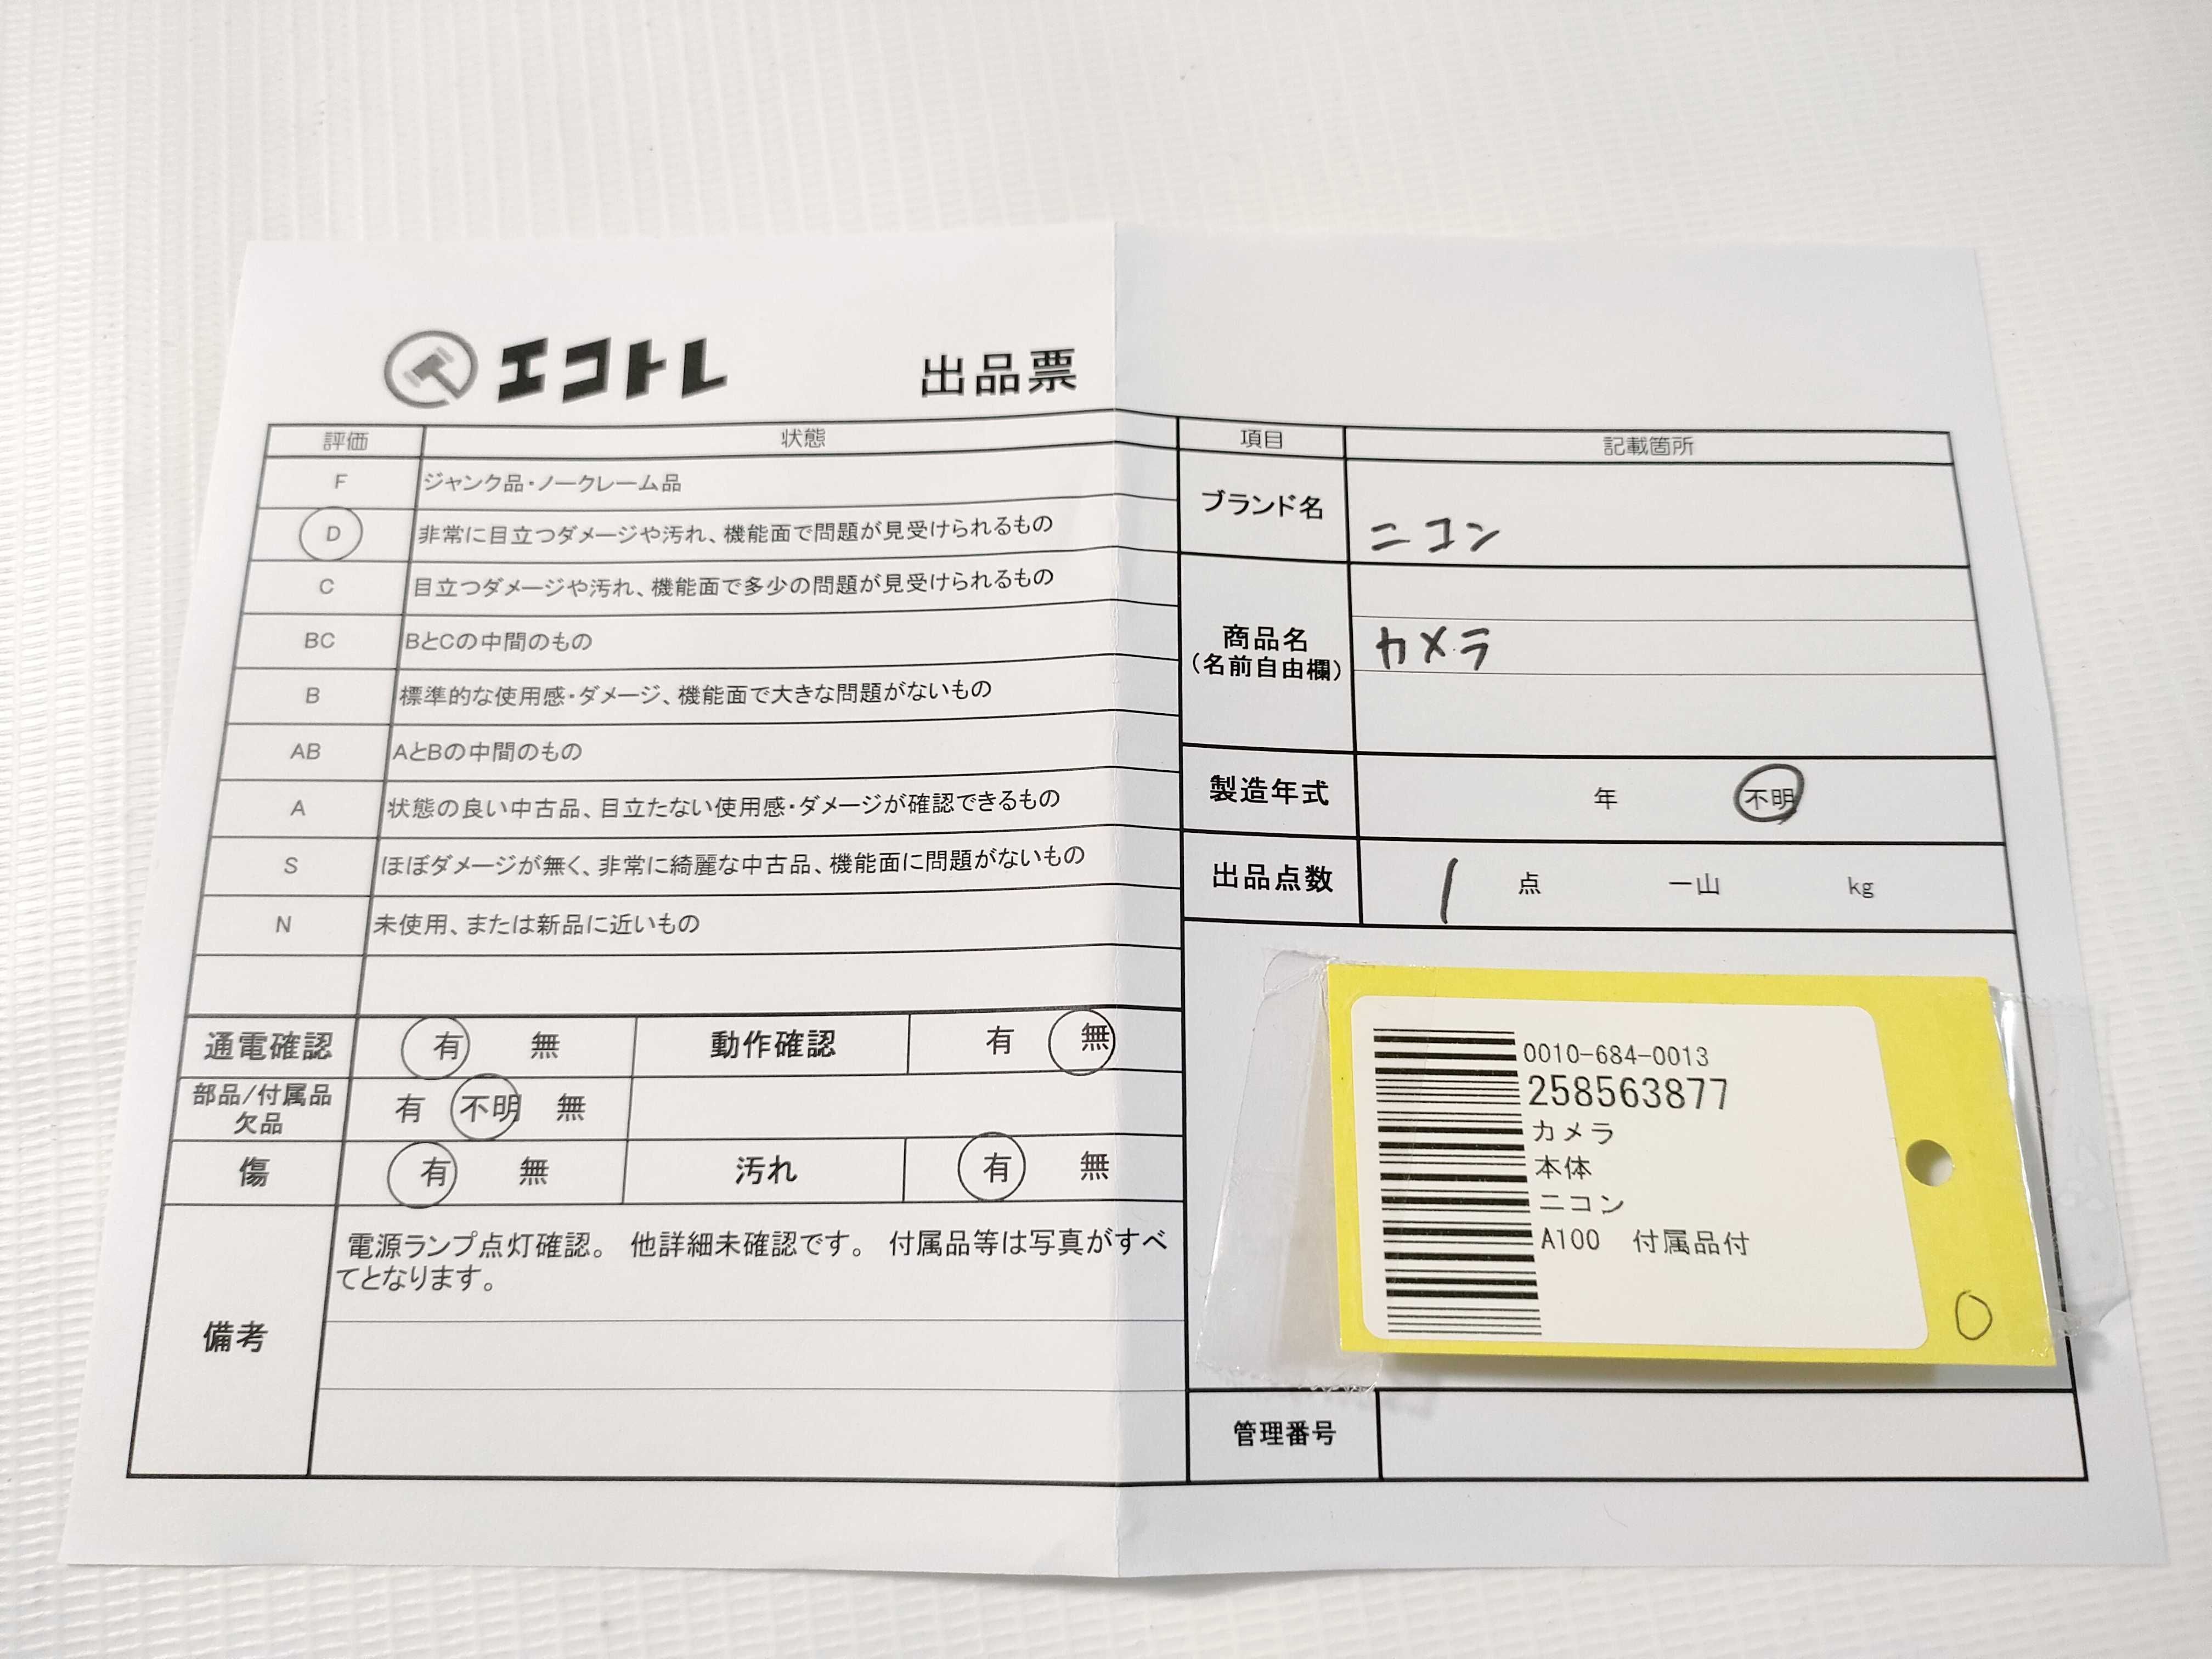 エコトレ 出品票
評価 状態
F ジャンク品・ノークレーム品
D 非常に目立つダメージや汚れ、機能面で問題が見受けられるもの
C 目立つダメージや汚れ、機能面で多少の問題が見受けられるもの
BC BとCの中間のもの
B 標準的な使用感・ダメージ、機能面で大きな問題がないもの
AB AとBの中間のもの
A 状態の良い中古品、目立たない使用感・ダメージが確認できるもの
S ほぼダメージが無く、非常に綺麗な中古品、機能面に問題がないもの
N 未使用、または新品に近いもの
通電確認 有 無 動作確認 有 無
部品/付属品
欠品 有 不明 無
傷 有 無 汚れ 有 無
備考
電源ランプ点灯確認。 他詳細未確認です。 付属品等は写真がすべ
てとなります。
項目 記載箇所
ブランド名 ニコン
商品名
(名前自由欄)
カメラ
製造年式 年 不明
出品点数 1 点 一山 kg
0010-684-0013
258563877
カメラ
本体
ニコン
A100 付属品付
管理番号